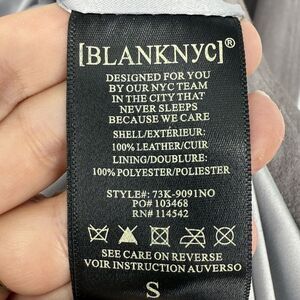 [BLANKNYC]®
DESIGNED FOR YOU
BY OUR NYC TEAM
IN THE CITY THAT
NEVER SLEEPS
BECAUSE WE CARE
SHELL/EXTÉRIEUR:
100% LEATHER/CUIR
LINING/DOUBLURE:
100% POLYESTER/POLIESTER
STYLE#: 73K-9091NO
PO# 103468
RN# 114542
SEE CARE ON REVERSE
VOIR INSTRUCTION AUVERSO
S